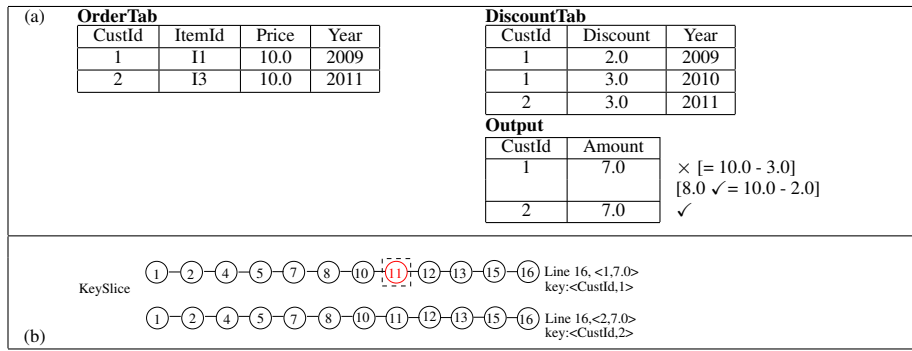 (a)
OrderTab
CustId ItemId Price Year
1 I1 10.0 2009
2 I3 10.0 2011
DiscountTab
CustId Discount Year
1 2.0 2009
1 3.0 2010
2 3.0 2011
Output
CustId Amount
1 7.0 × [= 10.0 - 3.0]
[8.0 ✓= 10.0 - 2.0]
2 7.0 ✓
(b)
KeySlice
1 2 4 5 7 8 10 11 12 13 15 16 Line 16, <1,7.0>
key:<CustId,1>
1 2 4 5 7 8 10 11 12 13 15 16 Line 16,<2,7.0>
key:<CustId,2>